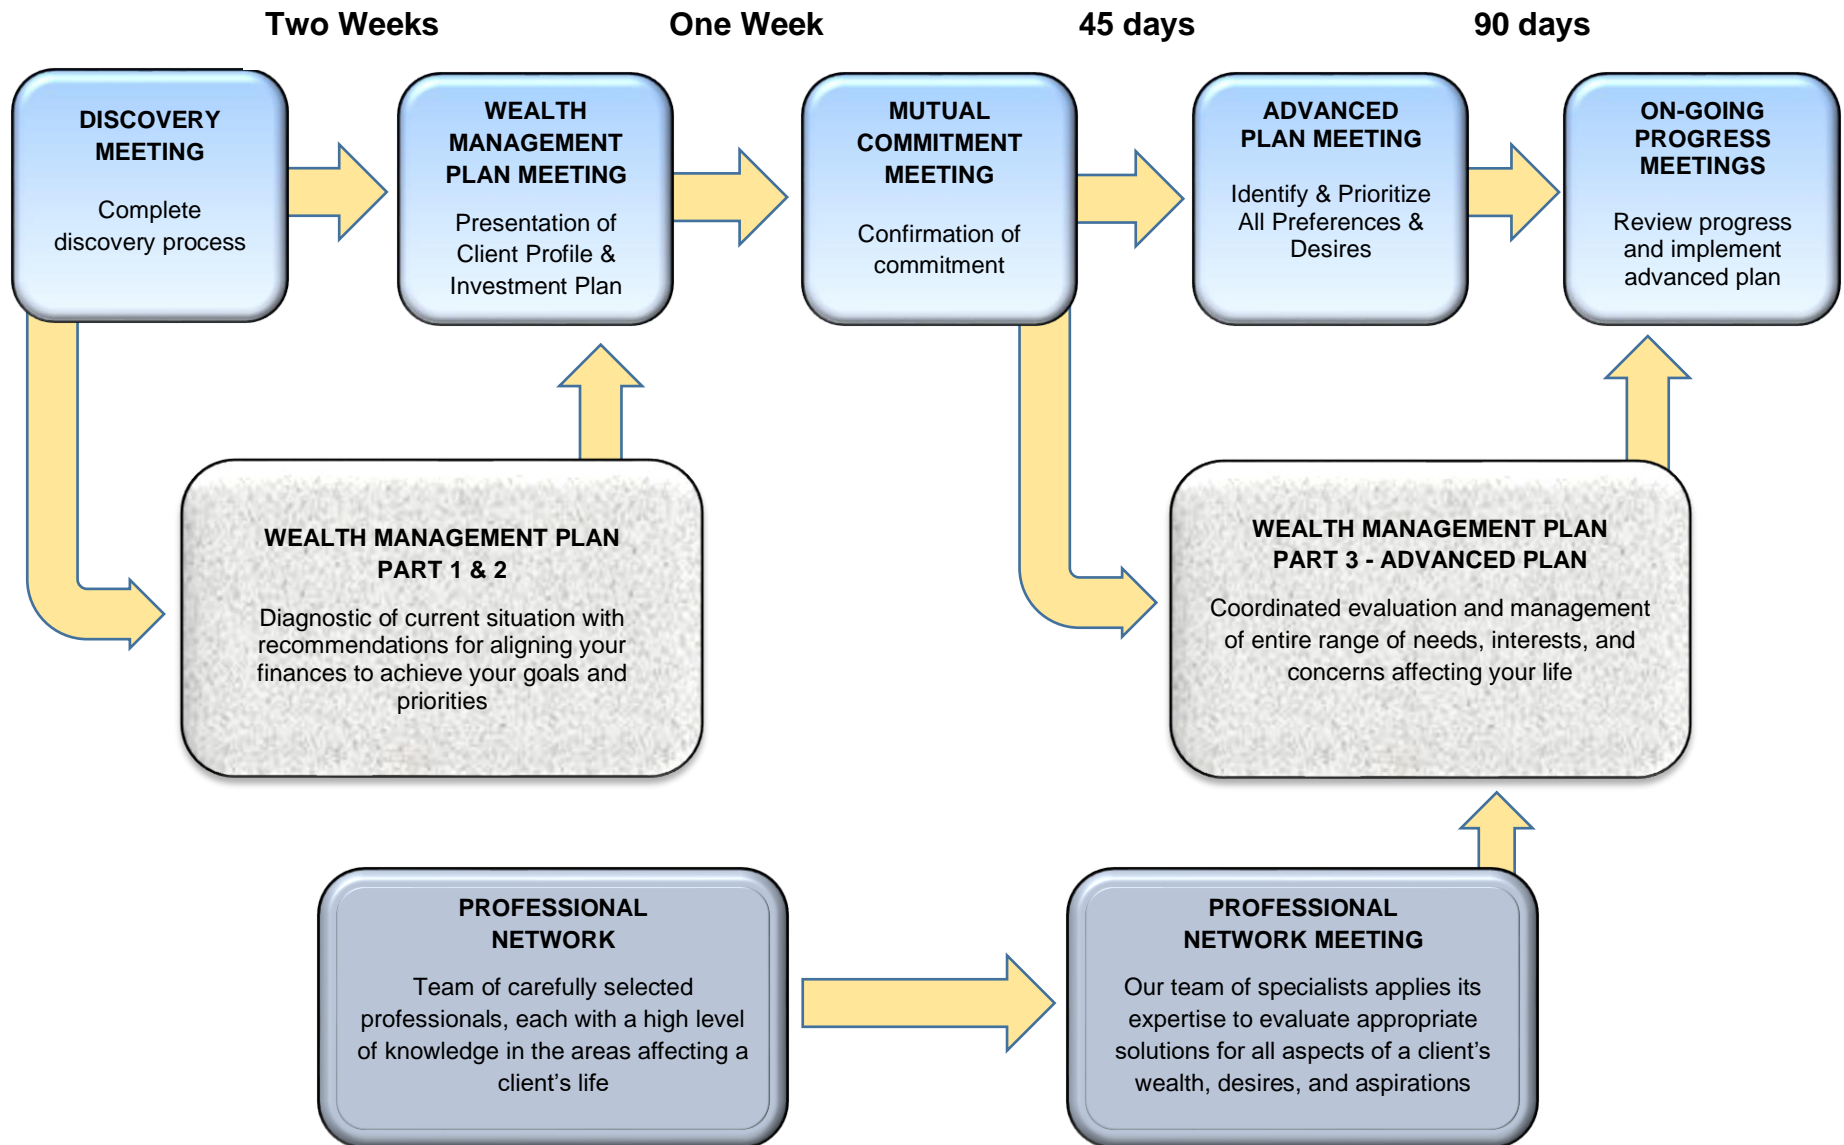 Two Weeks
One Week
45 days
90 days
DISCOVERY
MEETING
Complete
discovery process
WEALTH
MANAGEMENT
PLAN MEETING
Presentation of
Client Profile &
Investment Plan
MUTUAL
COMMITMENT
MEETING
Confirmation of
commitment
ADVANCED
PLAN MEETING
Identify & Prioritize
All Preferences &
Desires
ON-GOING
PROGRESS
MEETINGS
Review progress
and implement
advanced plan
WEALTH MANAGEMENT PLAN
PART 1 & 2
Diagnostic of current situation with
recommendations for aligning your
finances to achieve your goals and
priorities
WEALTH MANAGEMENT PLAN
PART 3 - ADVANCED PLAN
Coordinated evaluation and management
of entire range of needs, interests, and
concerns affecting your life
PROFESSIONAL
NETWORK
Team of carefully selected
professionals, each with a high level
of knowledge in the areas affecting a
client’s life
PROFESSIONAL
NETWORK MEETING
Our team of specialists applies its
expertise to evaluate appropriate
solutions for all aspects of a client’s
wealth, desires, and aspirations